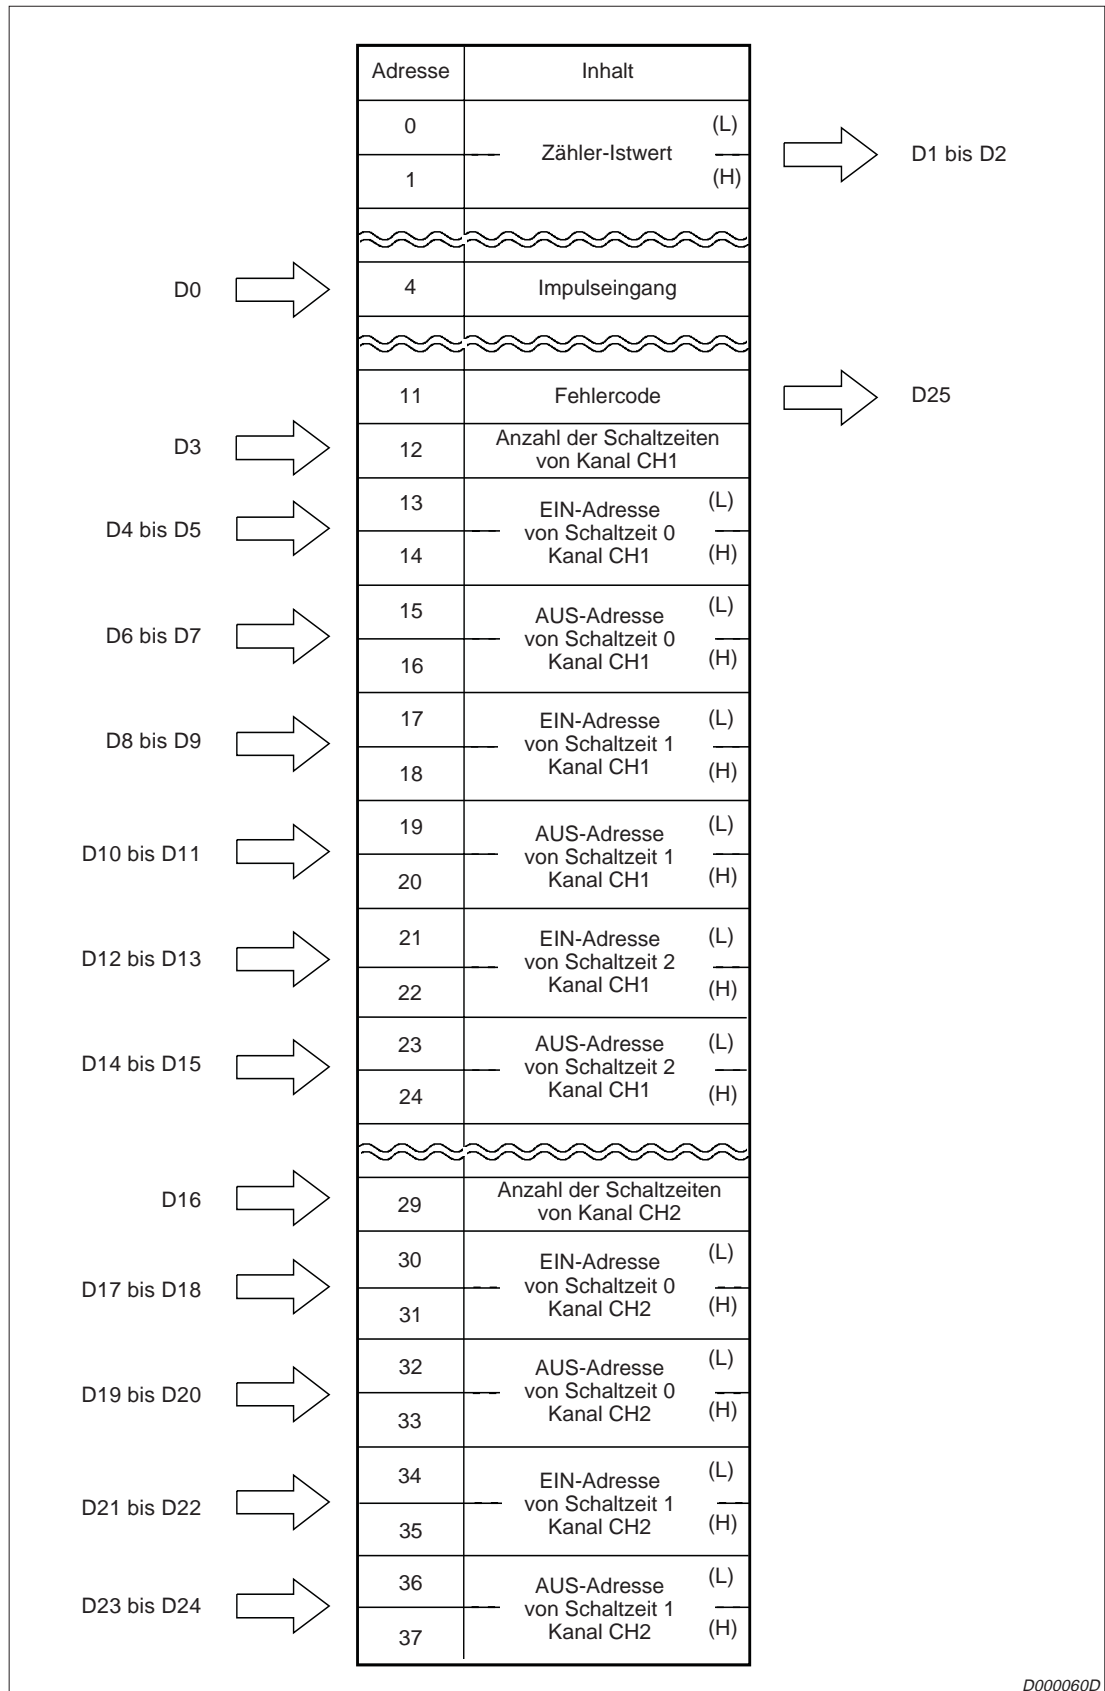 Adresse Inhalt
0 (L)
Zähler-Istwert D1 bis D2
1 (H)
D0 4 Impulseingang
11 Fehlercode D25
D3 12 Anzahl der Schaltzeiten
von Kanal CH1
13 EIN-Adresse (L)
D4 bis D5 von Schaltzeit 0
14 Kanal CH1 (H)
15 AUS-Adresse (L)
D6 bis D7 von Schaltzeit 0
16 Kanal CH1 (H)
17 EIN-Adresse (L)
D8 bis D9 von Schaltzeit 1
18 Kanal CH1 (H)
19 AUS-Adresse (L)
D10 bis D11 von Schaltzeit 1
20 Kanal CH1 (H)
21 EIN-Adresse (L)
D12 bis D13 von Schaltzeit 2
22 Kanal CH1 (H)
23 AUS-Adresse (L)
D14 bis D15 von Schaltzeit 2
24 Kanal CH1 (H)
D16 29 Anzahl der Schaltzeiten
von Kanal CH2
30 EIN-Adresse (L)
D17 bis D18 von Schaltzeit 0
31 Kanal CH2 (H)
32 AUS-Adresse (L)
D19 bis D20 von Schaltzeit 0
33 Kanal CH2 (H)
34 EIN-Adresse (L)
D21 bis D22 von Schaltzeit 1
35 Kanal CH2 (H)
36 AUS-Adresse (L)
D23 bis D24 von Schaltzeit 1
37 Kanal CH2 (H)
D000060D